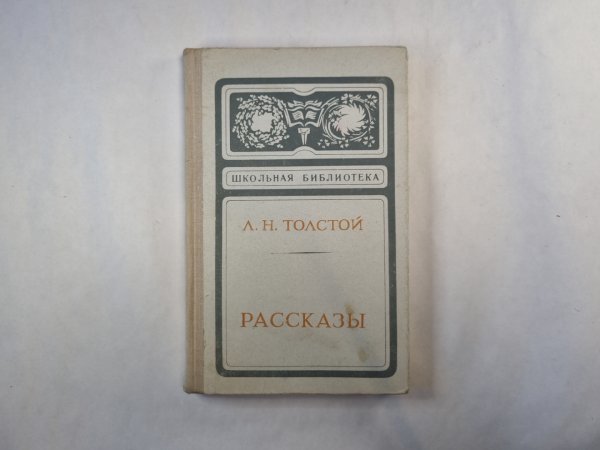 ШКОЛЬНАЯ БИБЛИОТЕКА
Л. Н. ТОЛСТОЙ
РАССКАЗЫ